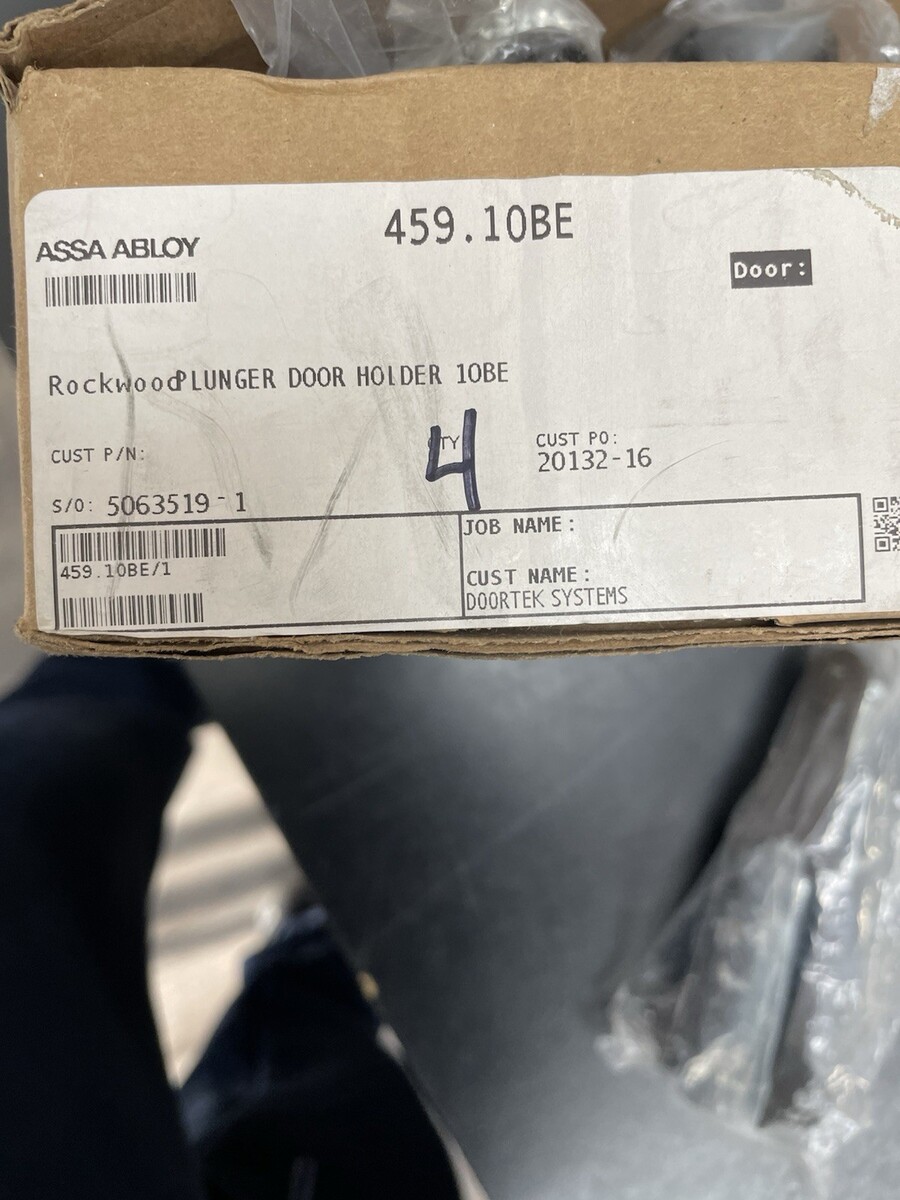 459.10BE
ASSA ABLOY
Door:
RockwoodPLUNGER DOOR HOLDER 10BE
CUST P/N:
QTY
4
CUST PO:
20132-16
S/O: 5063519-1
JOB NAME:
459.10BE/1
CUST NAME:
DOORTEK SYSTEMS